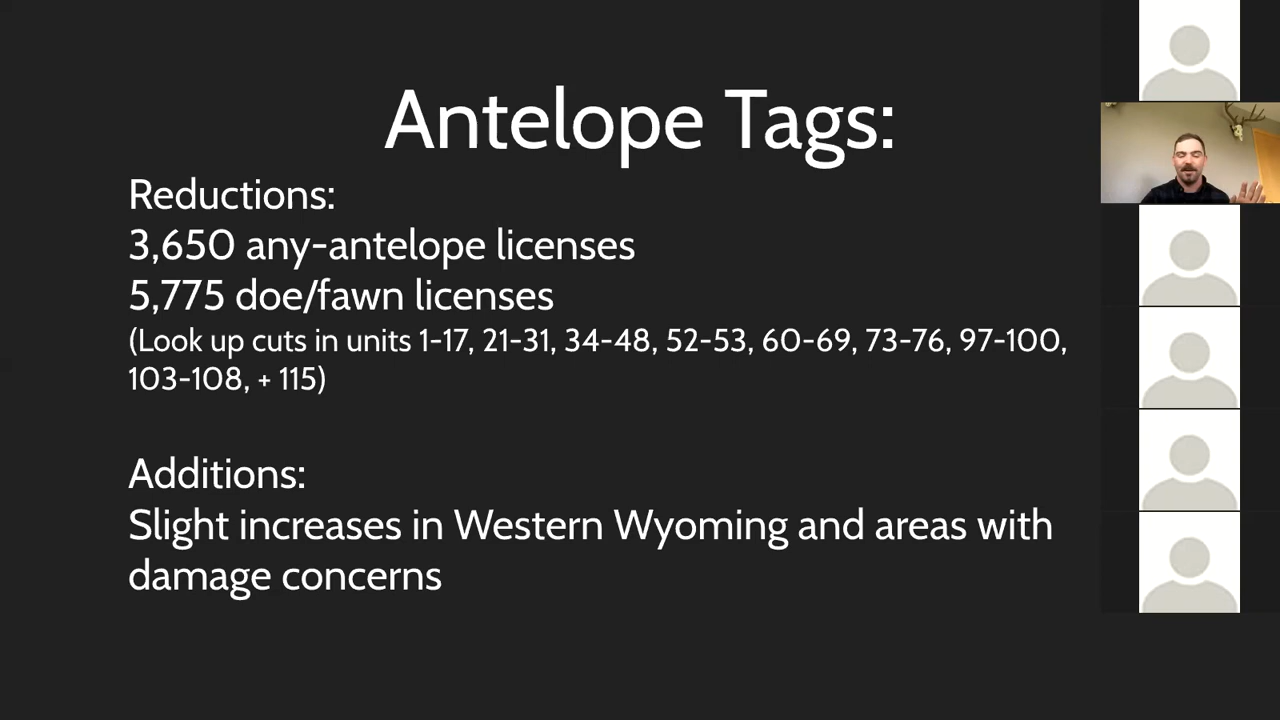 Antelope Tags:
Reductions:
3,650 any-antelope licenses
5,775 doe/fawn licenses
(Look up cuts in units 1-17, 21-31, 34-48, 52-53, 60-69, 73-76, 97-100,
103-108, + 115)
Additions:
Slight increases in Western Wyoming and areas with
damage concerns